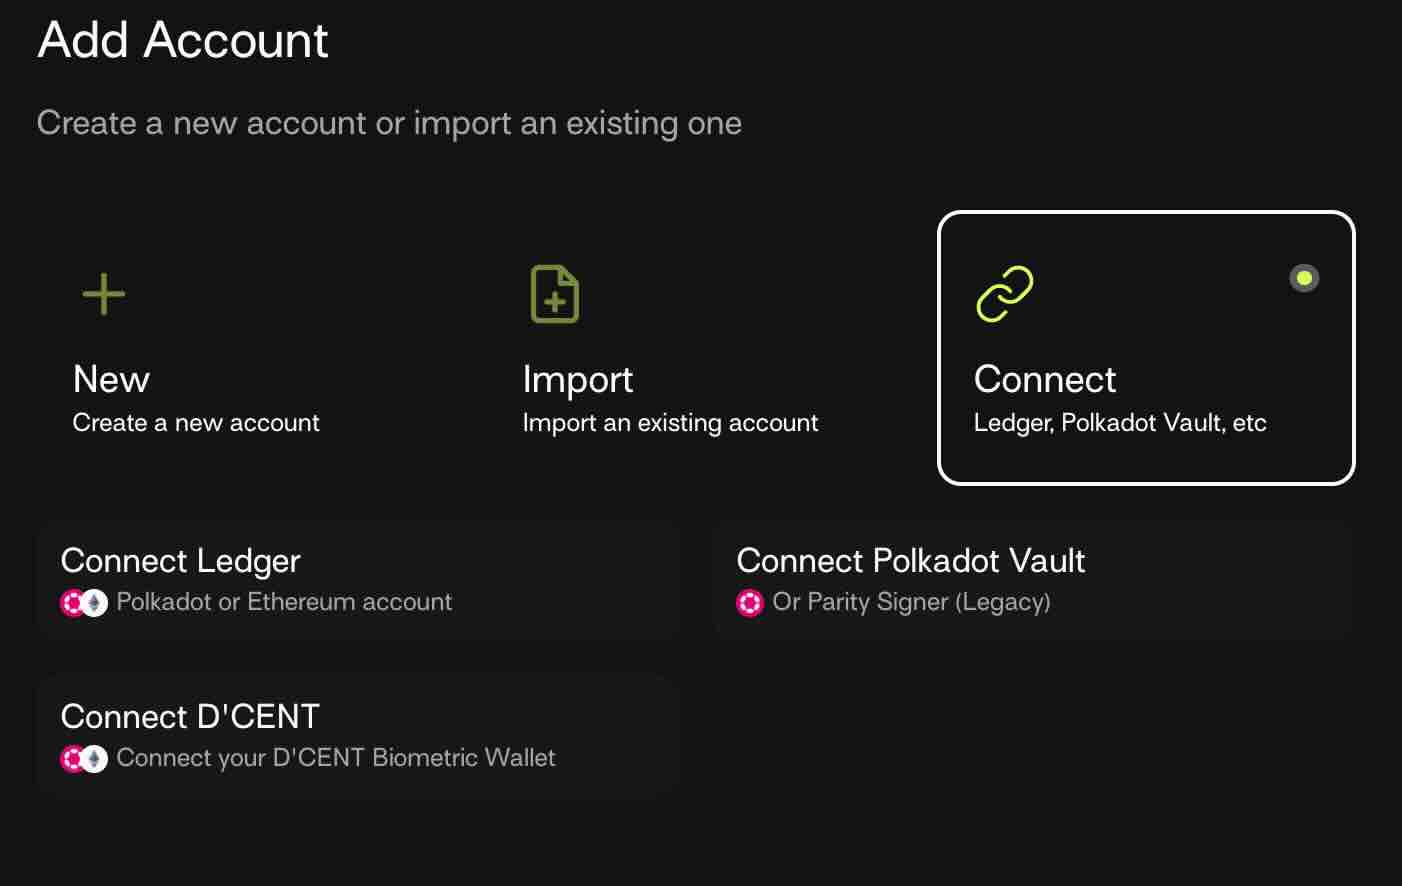 Add Account
Create a new account or import an existing one
New
Create a new account
Import
Import an existing account
Connect
Ledger, Polkadot Vault, etc
Connect Ledger
Polkadot or Ethereum account
Connect Polkadot Vault
Or Parity Signer (Legacy)
Connect D'CENT
Connect your D'CENT Biometric Wallet